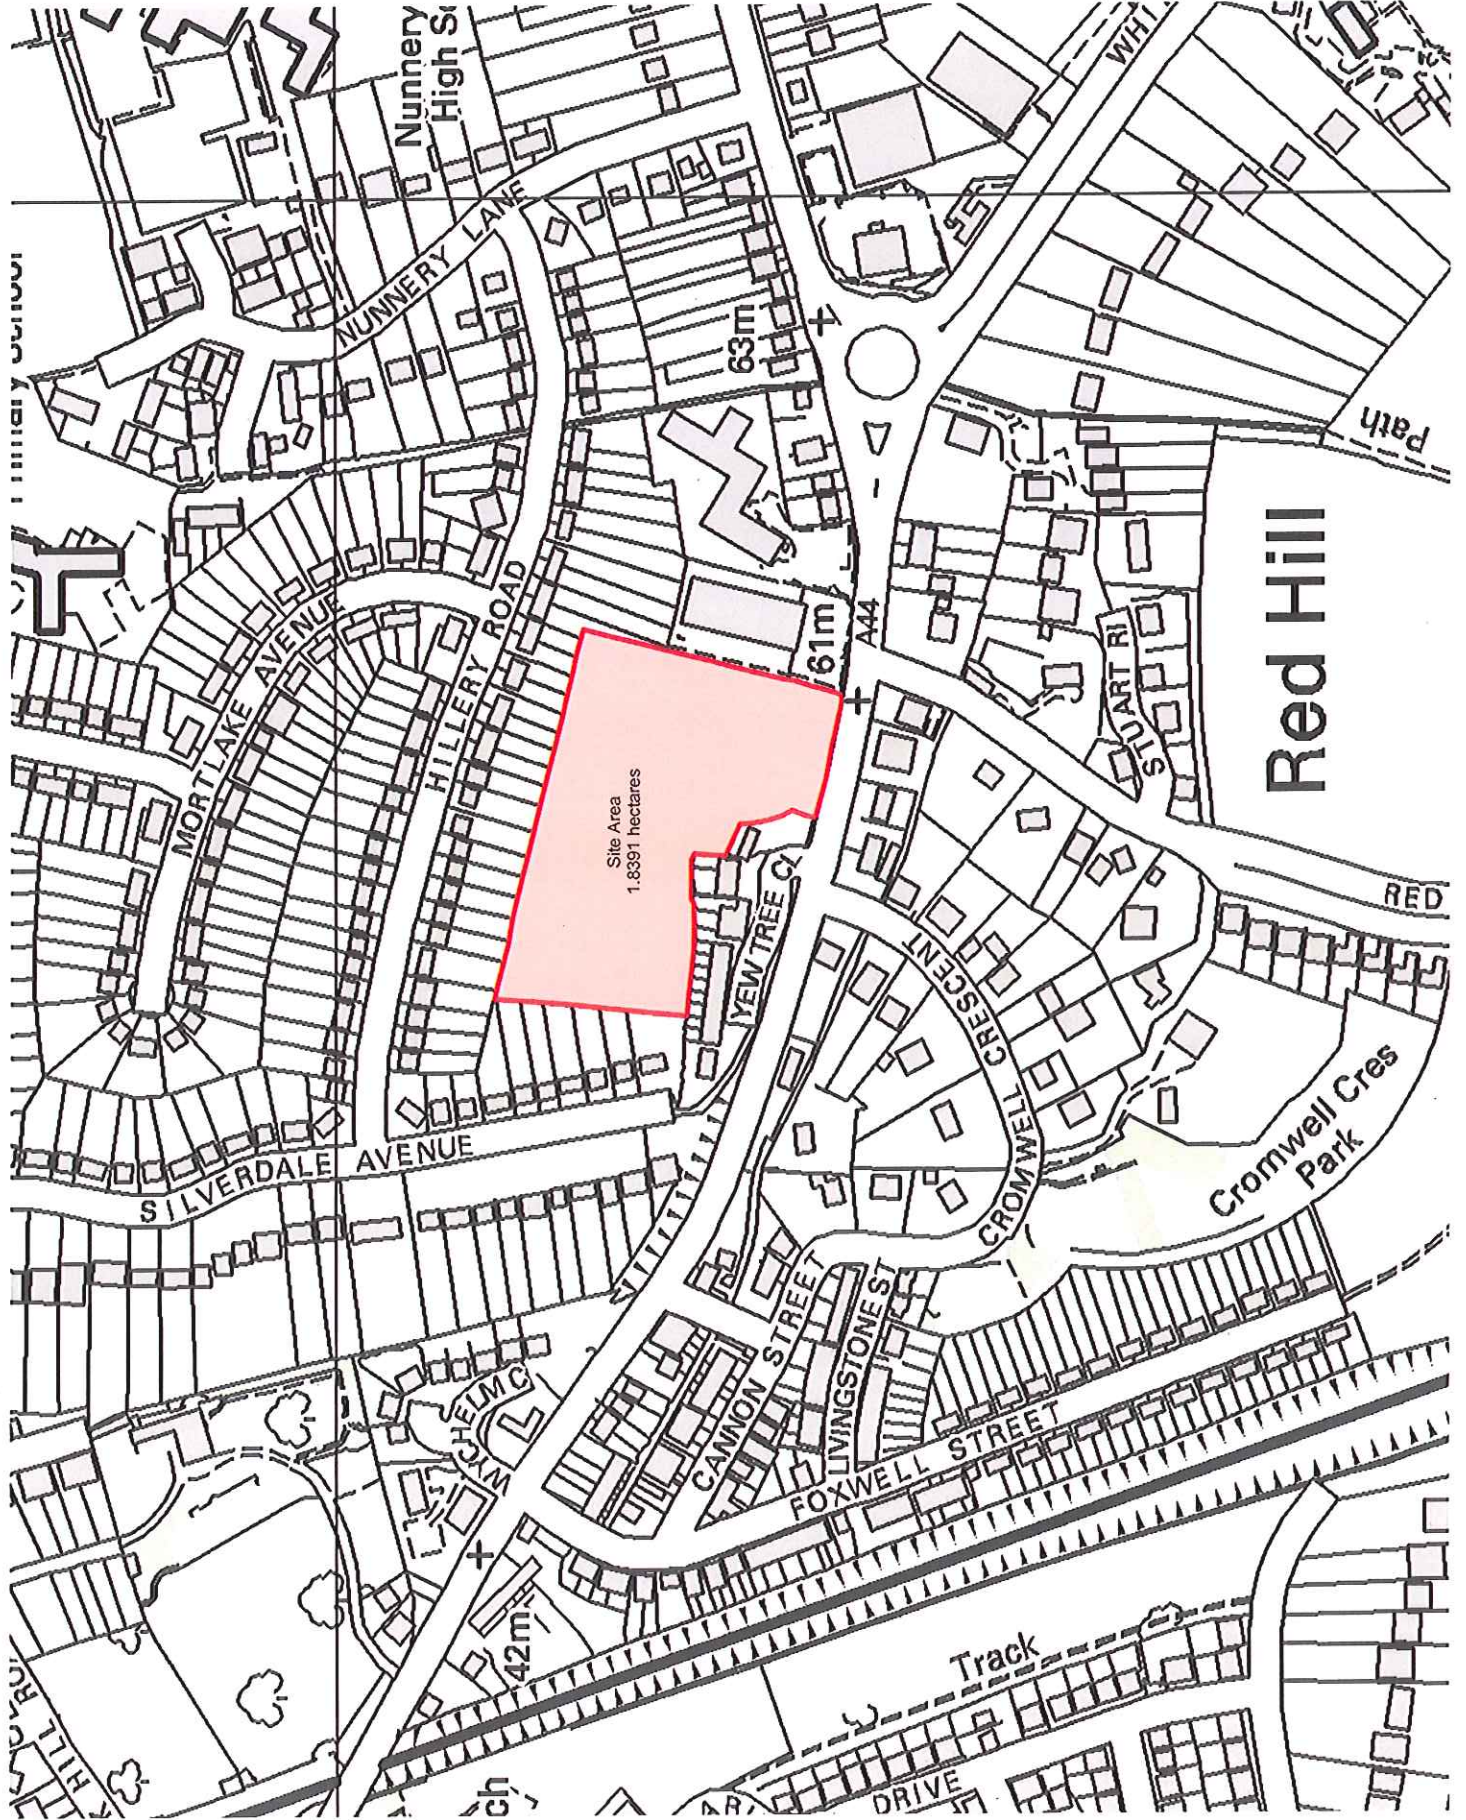 Nunnery
High S
NUNNERY LANE
63m
Path
MORTLAKE AVENUE
HILLERY ROAD
61m
A44
STUART RI
Red Hill
Site Area
1.8391 hectares
YEW TREE CL
RED
CROMWELL CRESCENT
Cromwell Cres
Park
SILVERDALE AVENUE
WYCHELM C
CANNON STREET
LIVINGSTONE ST
FOXWELL STREET
42m
Track
DRIVE
HILL